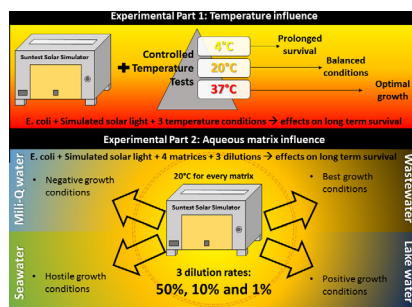 Experimental Part 1: Temperature influence
Suntest Solar Simulator
+
Controlled
Temperature
Tests
4°C
20°C
37°C
Prolonged
survival
Balanced
conditions
Optimal
growth
E. coli + Simulated solar light + 3 temperature conditions → effects on long term survival
Experimental Part 2: Aqueous matrix influence
E. coli + Simulated solar light + 4 matrices + 3 dilutions → effects on long term survival
Mili-Q water
• Negative growth
conditions
20°C for every matrix
Suntest Solar Simulator
• Best growth
conditions
Wastewater
Seawater
• Hostile growth
conditions
3 dilution rates:
50%, 10% and 1%
• Positive growth
conditions
Lake water